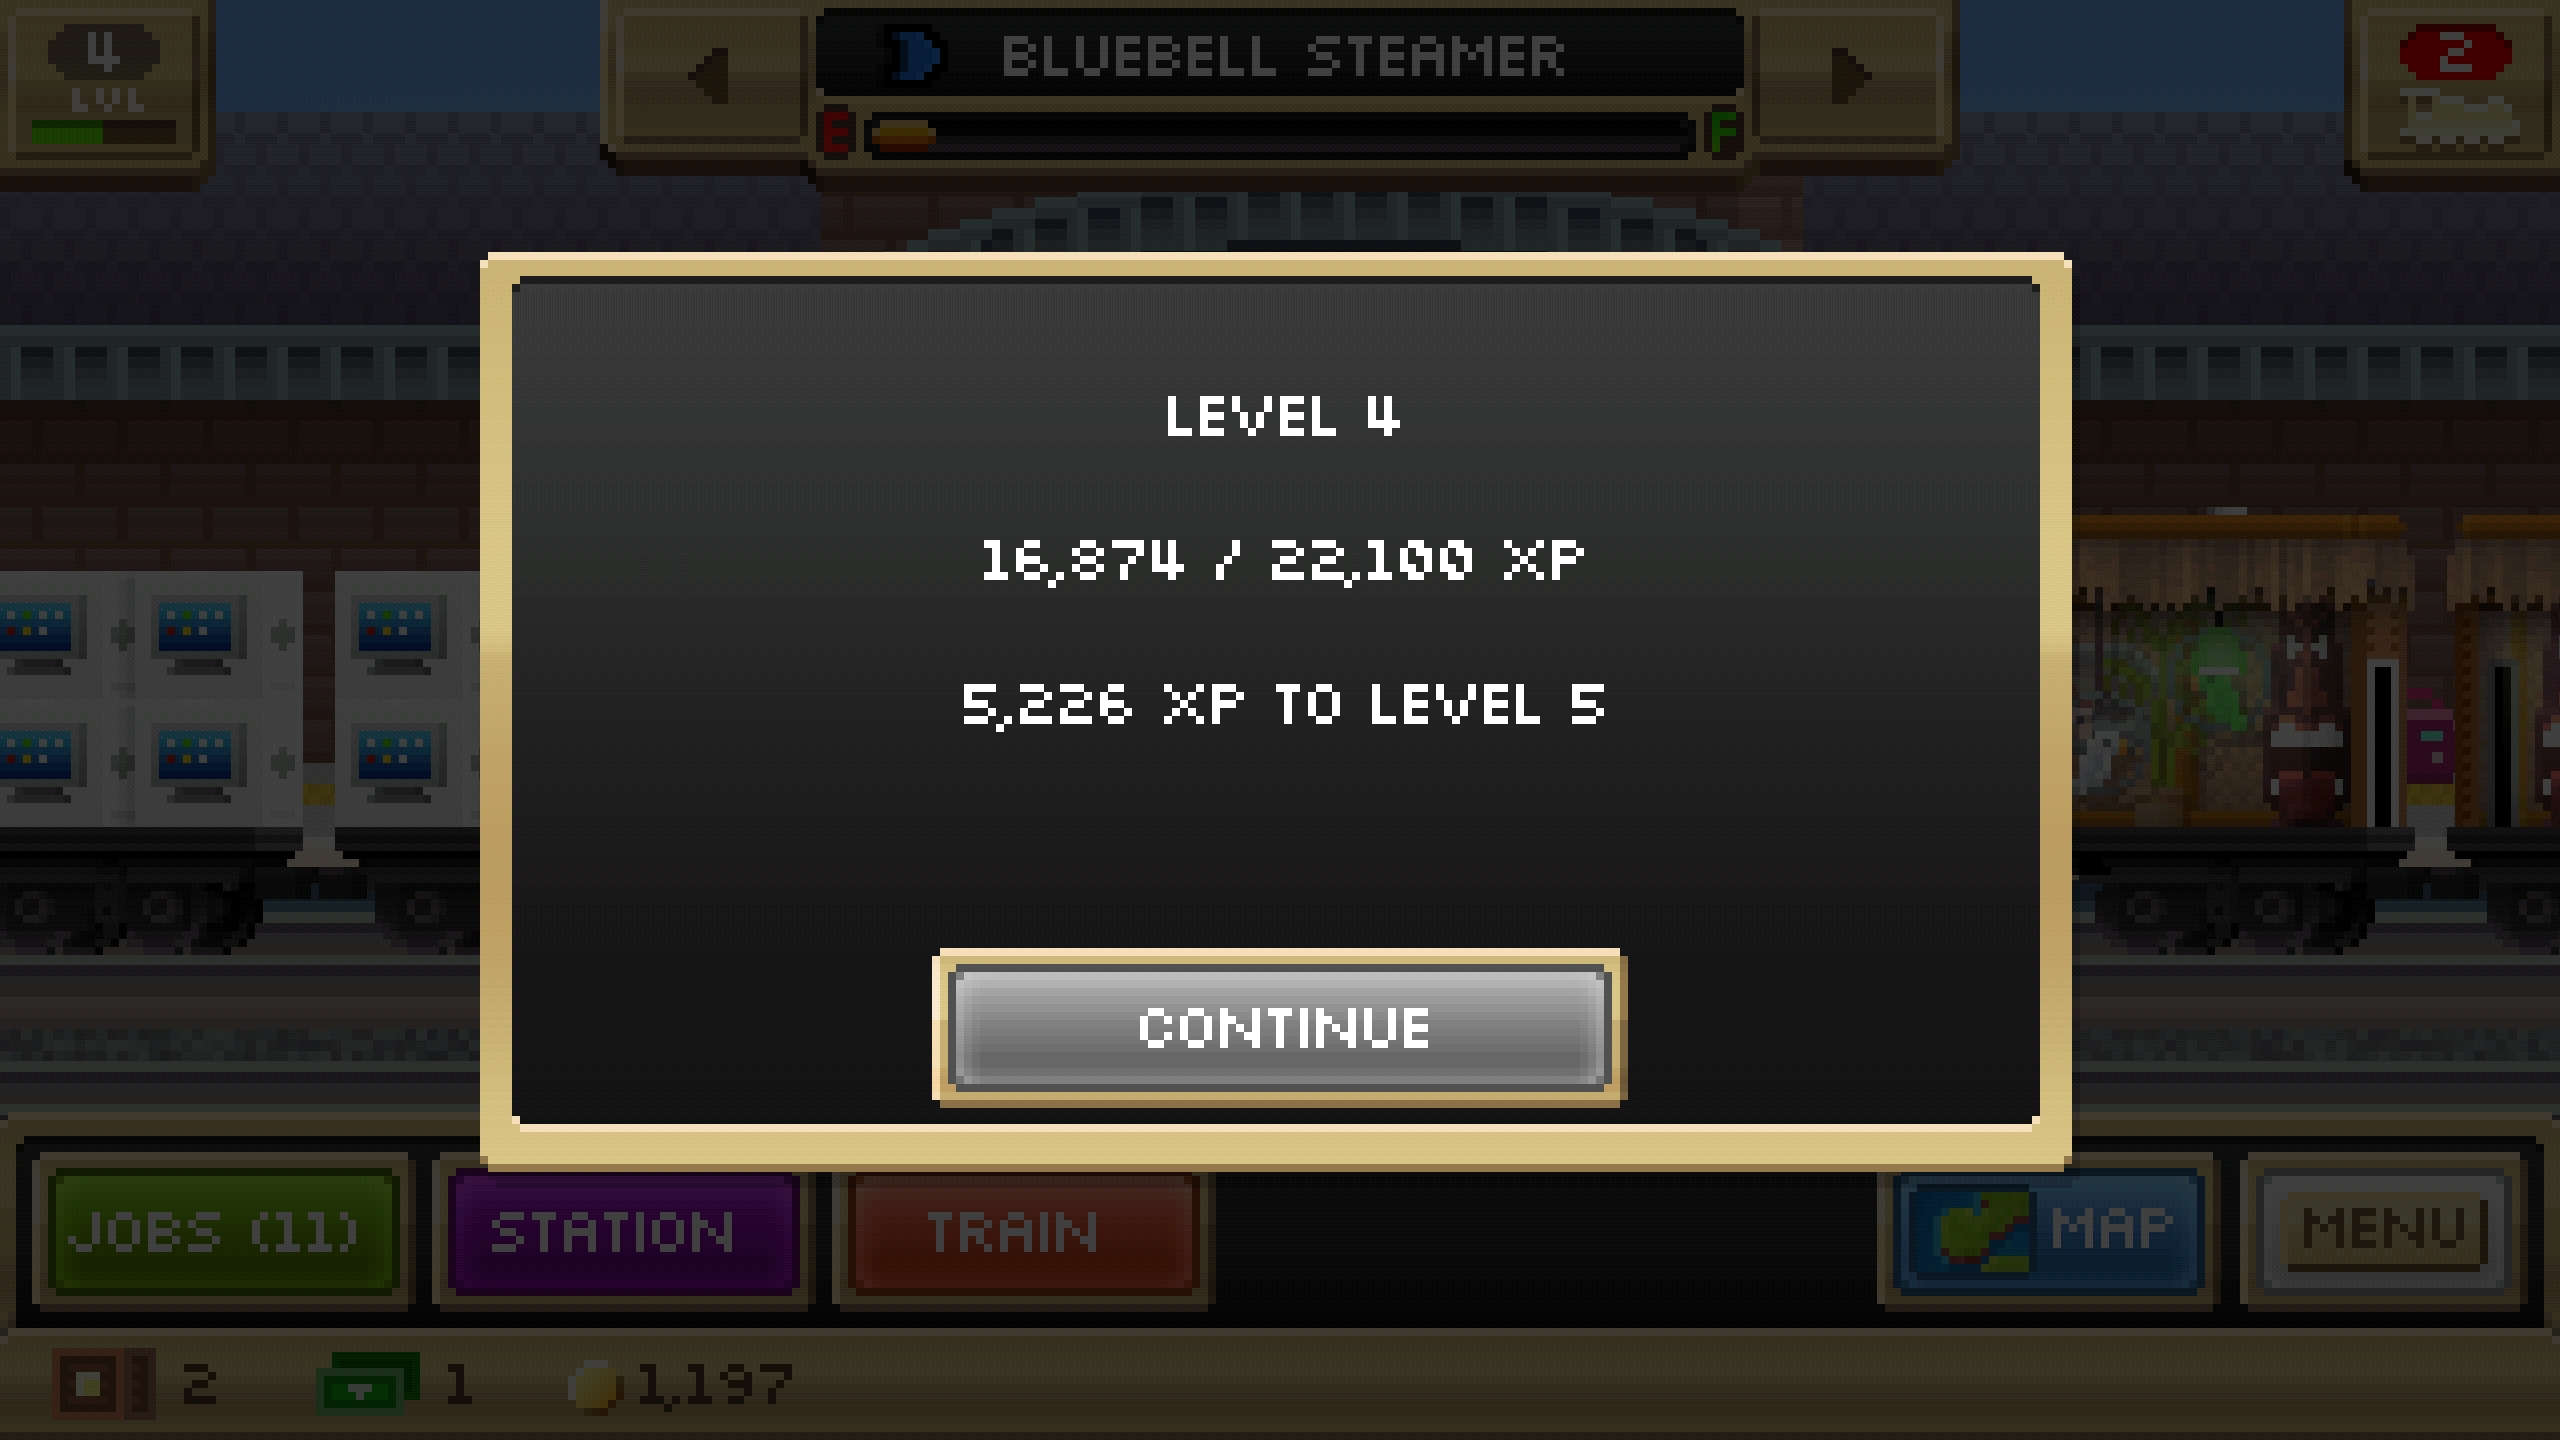 4
LVL
BLUEBELL STEAMER
E
F
2
LEVEL 4
16,874 / 22,100 XP
5,226 XP TO LEVEL 5
CONTINUE
JOBS (11)
STATION
TRAIN
MAP
MENU
2
1
1,197